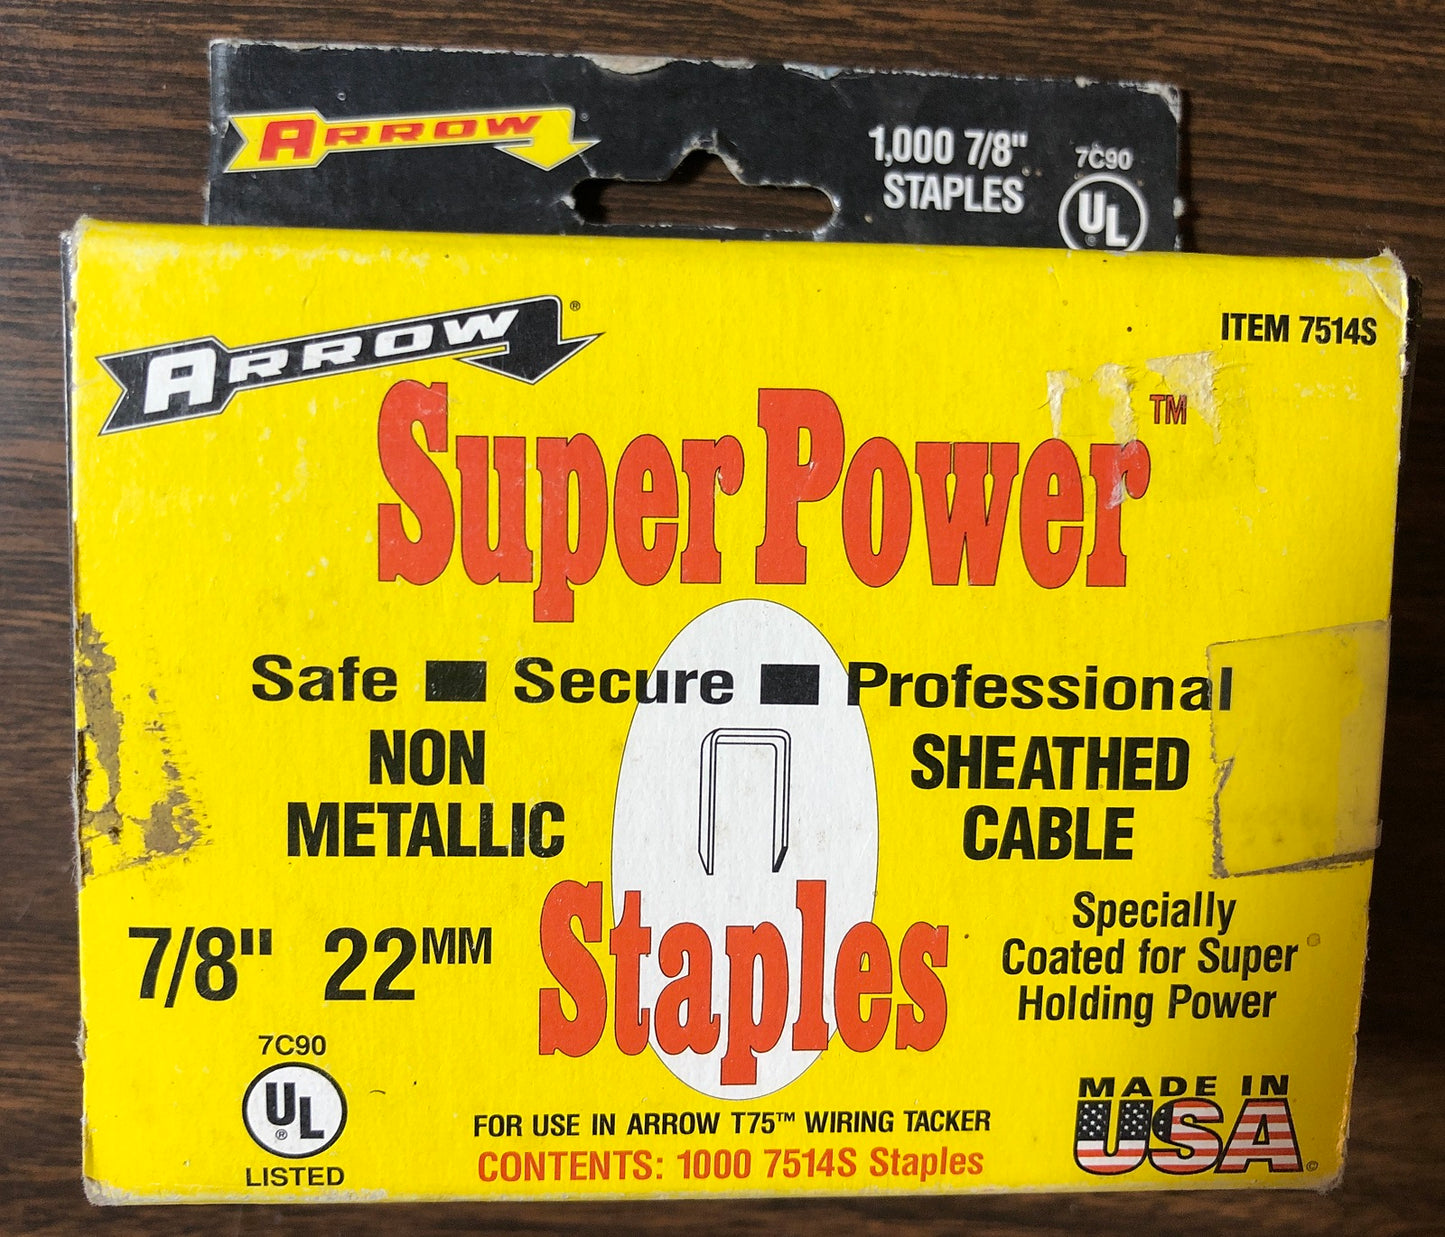 ARROW®
1,000 7/8"
STAPLES
7C90
UL®
ARROW®
ITEM 7514S
Super Power™
Safe ■ Secure ■ Professional
NON
METALLIC
SHEATHED
CABLE
7/8" 22MM
Staples
Specially
Coated for Super
Holding Power
7C90
UL®
LISTED
FOR USE IN ARROW T75™ WIRING TACKER
CONTENTS: 1000 7514S Staples
MADE IN
USA©